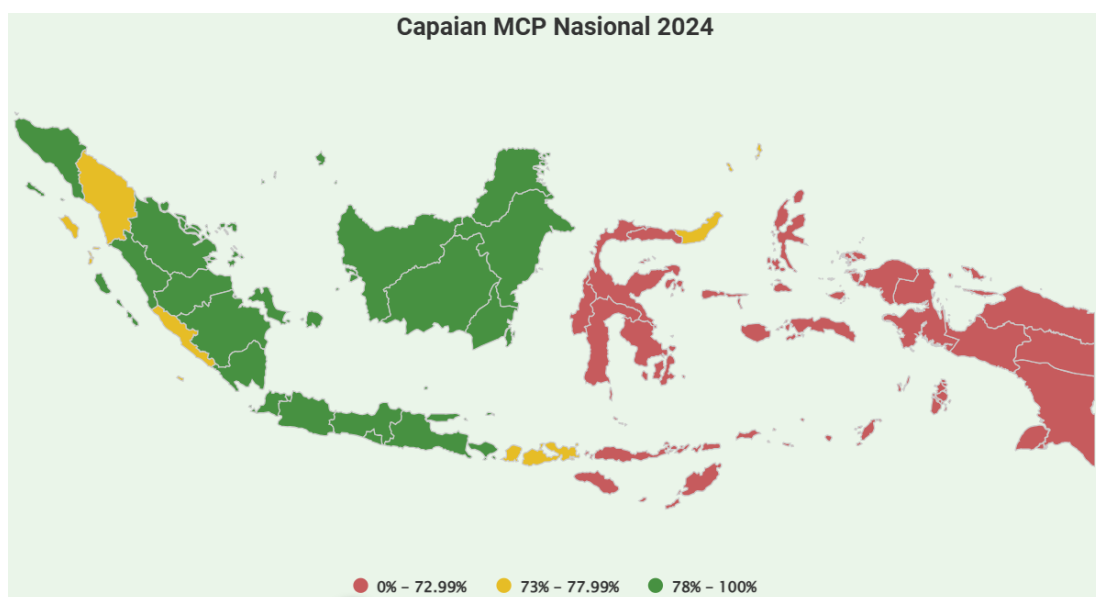 Capaian MCP Nasional 2024
0% – 72.99% 73% – 77.99% 78% – 100%